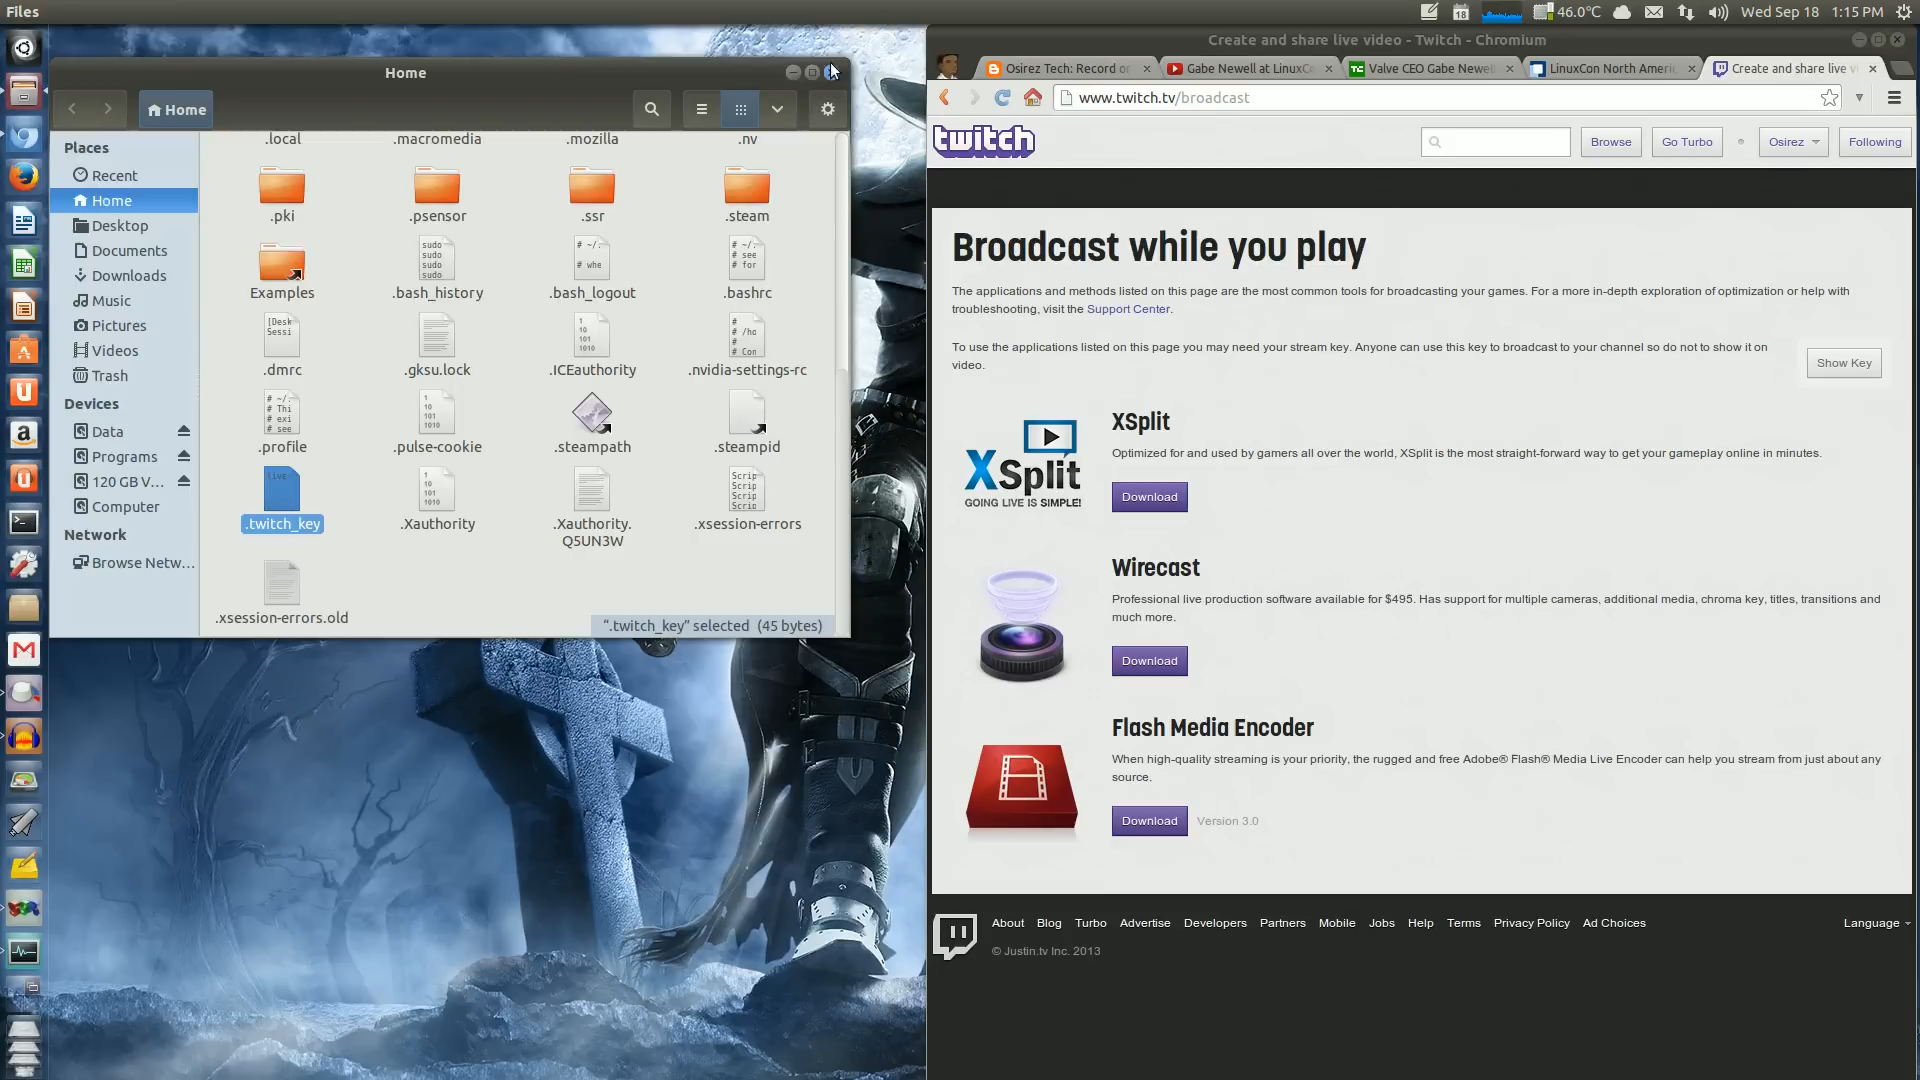 Files
18
46.0°C
Wed Sep 18
1:15 PM
Home
Home
Places
Recent
Home
Desktop
Documents
Downloads
Music
Pictures
Videos
Trash
Devices
Data
Programs
120 GB V...
Computer
Network
Browse Netw...
.local
.macromedia
.mozilla
.nv
.pki
.psensor
.ssr
.steam
Examples
.bash_history
.bash_logout
.bashrc
.dmrc
.gksu.lock
.ICEauthority
.nvidia-settings-rc
.profile
.pulse-cookie
.steampath
.steampid
.twitch_key
.Xauthority
.Xauthority.
Q5UN3W
.xsession-errors
.xsession-errors.old
“.twitch_key” selected (45 bytes)
Create and share live video - Twitch - Chromium
Osirez Tech: Record or
Gabe Newell at LinuxCo
Valve CEO Gabe Newell
LinuxCon North Americ
Create and share live v
www.twitch.tv/broadcast
twitch
Browse
Go Turbo
Osirez
Following
Broadcast while you play
The applications and methods listed on this page are the most common tools for broadcasting your games. For a more in-depth exploration of optimization or help with
troubleshooting, visit the Support Center.
To use the applications listed on this page you may need your stream key. Anyone can use this key to broadcast to your channel so do not to show it on
video.
Show Key
XSplit
GOING LIVE IS SIMPLE!
XSplit
Optimized for and used by gamers all over the world, XSplit is the most straight-forward way to get your gameplay online in minutes.
Download
Wirecast
Professional live production software available for $495. Has support for multiple cameras, additional media, chroma key, titles, transitions and
much more.
Download
Flash Media Encoder
When high-quality streaming is your priority, the rugged and free Adobe® Flash® Media Live Encoder can help you stream from just about any
source.
Download
Version 3.0
About Blog Turbo Advertise Developers Partners Mobile Jobs Help Terms Privacy Policy Ad Choices
Language
© Justin.tv Inc. 2013